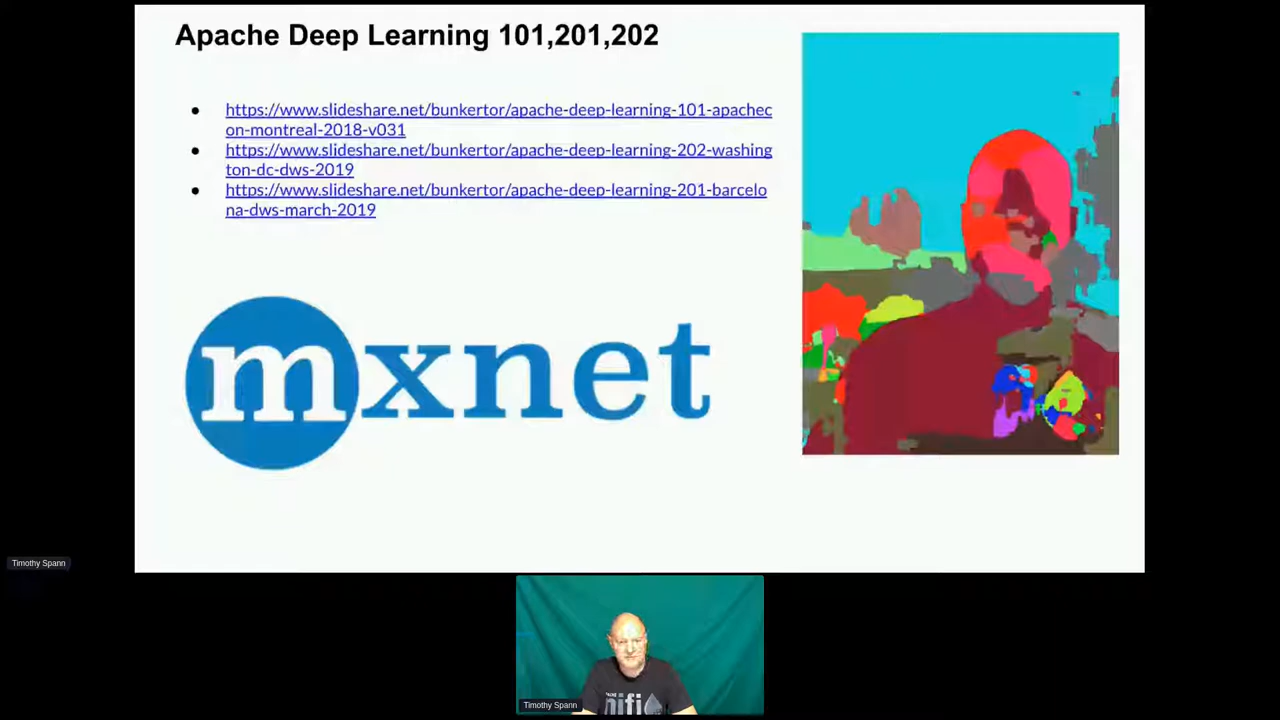 Apache Deep Learning 101,201,202
● https://www.slideshare.net/bunkertor/apache-deep-learning-101-apachec
on-montreal-2018-v031
● https://www.slideshare.net/bunkertor/apache-deep-learning-202-washing
ton-dc-dws-2019
● https://www.slideshare.net/bunkertor/apache-deep-learning-201-barcelo
na-dws-march-2019
mxnet
Timothy Spann
nifi
Timothy Spann